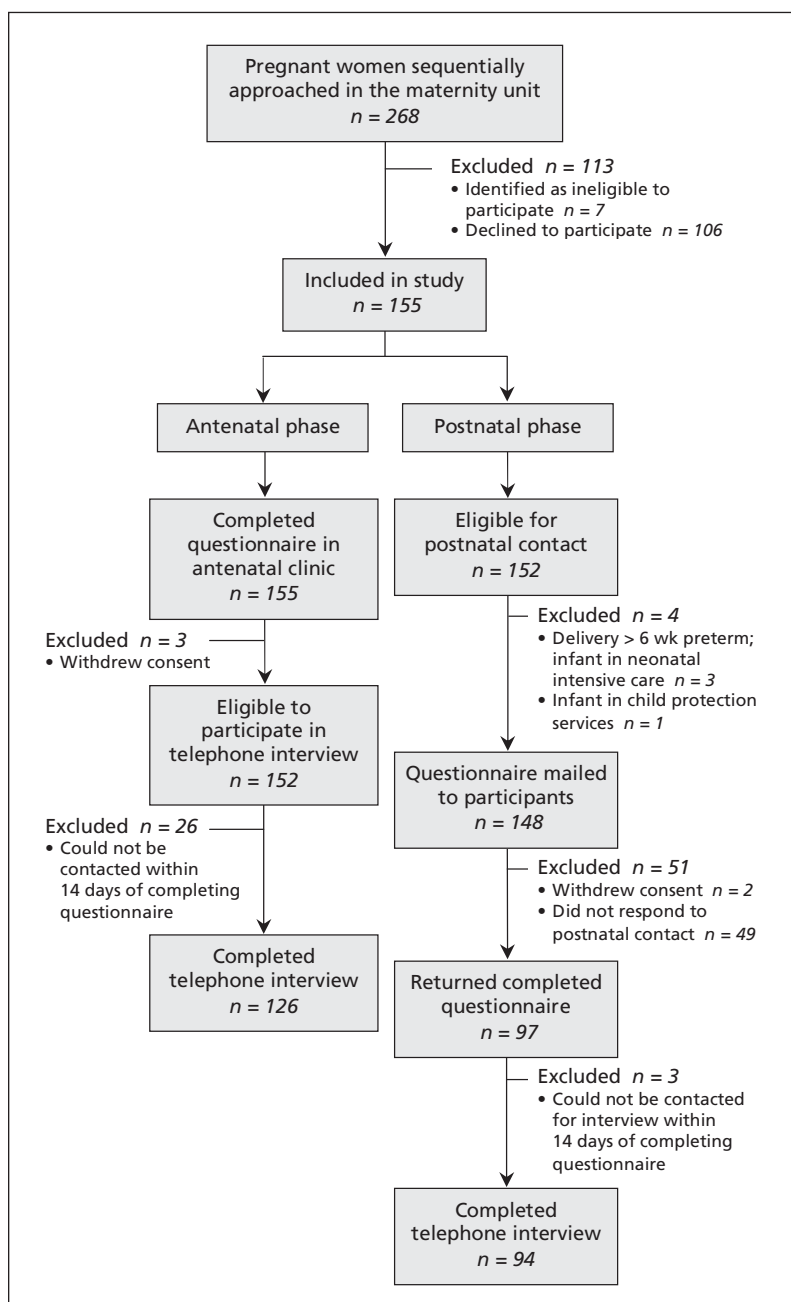 Pregnant women sequentially
approached in the maternity unit
n = 268
Excluded n = 113
• Identified as ineligible to
participate n = 7
• Declined to participate n = 106
Included in study
n = 155
Antenatal phase
Postnatal phase
Completed
questionnaire in
antenatal clinic
n = 155
Eligible for
postnatal contact
n = 152
Excluded n = 3
• Withdrew consent
Excluded n = 4
• Delivery > 6 wk preterm;
infant in neonatal
intensive care n = 3
• Infant in child protection
services n = 1
Eligible to
participate in
telephone interview
n = 152
Questionnaire mailed
to participants
n = 148
Excluded n = 26
• Could not be
contacted within
14 days of completing
questionnaire
Excluded n = 51
• Withdrew consent n = 2
• Did not respond to
postnatal contact n = 49
Completed
telephone interview
n = 126
Returned completed
questionnaire
n = 97
Excluded n = 3
• Could not be contacted
for interview within
14 days of completing
questionnaire
Completed
telephone interview
n = 94